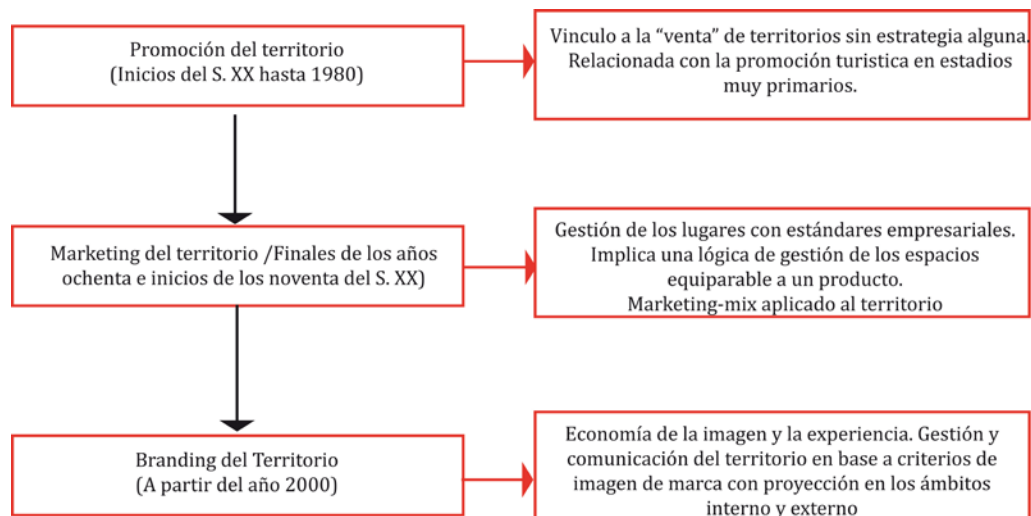 Promoción del territorio
(Inicios del S. XX hasta 1980)
Vinculo a la “venta” de territorios sin estrategia alguna.
Relacionada con la promoción turistica en estadios
muy primarios.
Marketing del territorio /Finales de los años
ochenta e inicios de los noventa del S. XX)
Gestión de los lugares con estándares empresariales.
Implica una lógica de gestión de los espacios
equiparable a un producto.
Marketing-mix aplicado al territorio
Branding del Territorio
(A partir del año 2000)
Economía de la imagen y la experiencia. Gestión y
comunicación del territorio en base a criterios de
imagen de marca con proyección en los ámbitos
interno y externo